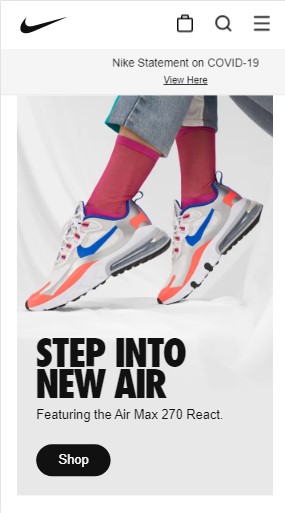 Nike Statement on COVID-19
View Here
STEP INTO
NEW AIR
Featuring the Air Max 270 React.
Shop